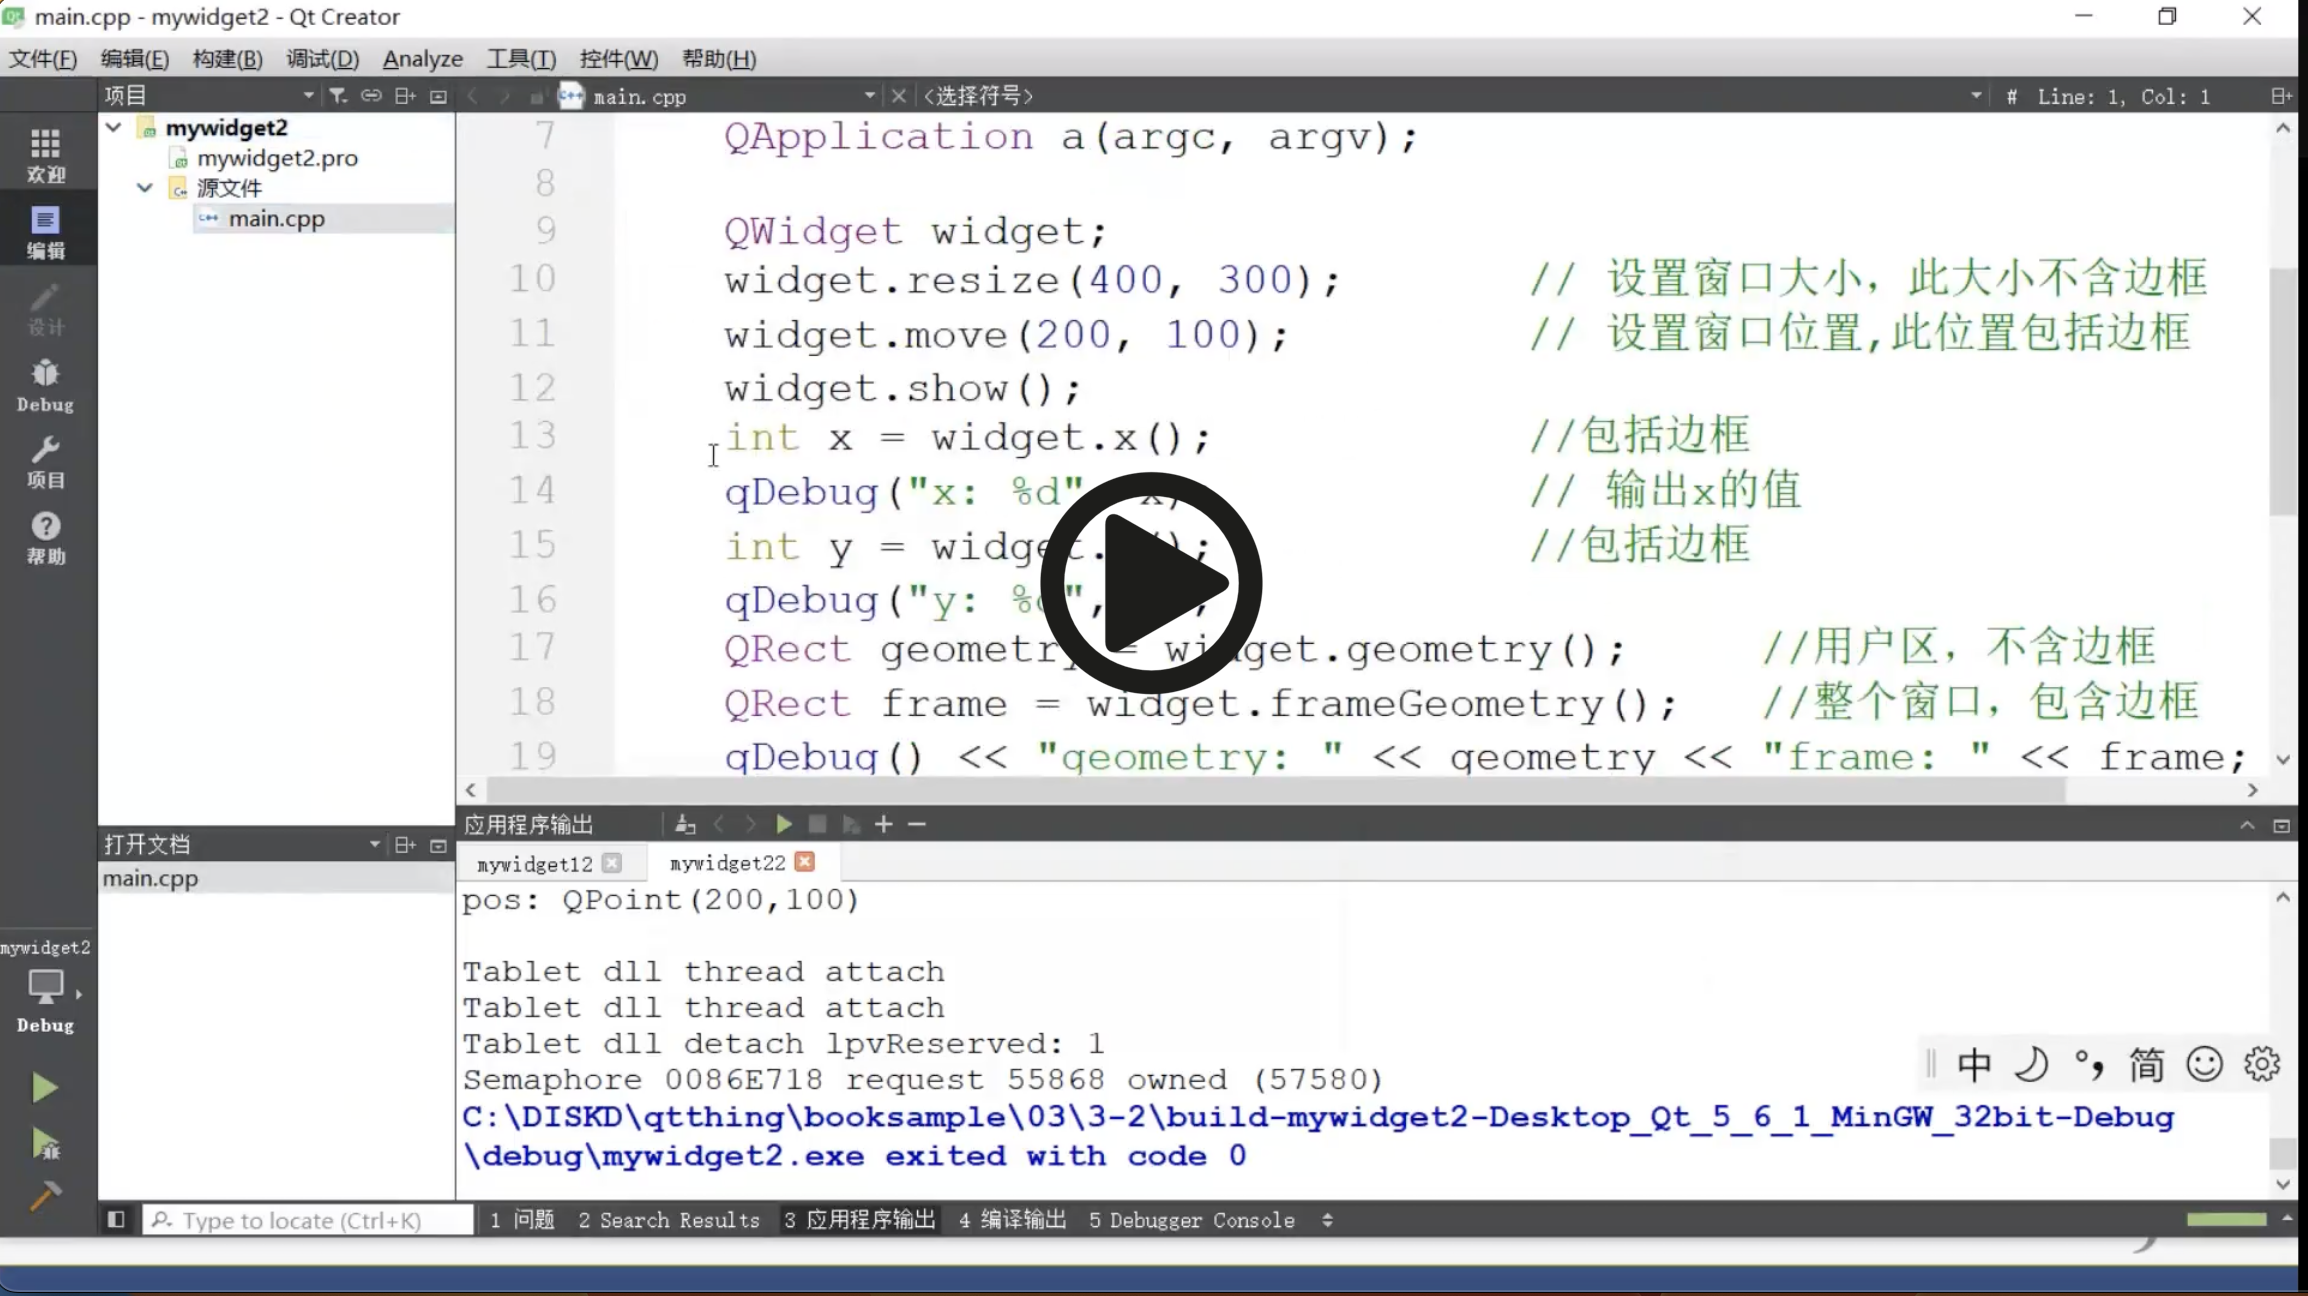 main.cpp - mywidget2 - Qt Creator
文件(F) 编辑(E) 构建(B) 调试(D) Analyze 工具(T) 控件(W) 帮助(H)
项目
main.cpp
<选择符号>
# Line: 1, Col: 1
欢迎
编辑
设计
Debug
项目
帮助
mywidget2
mywidget2.pro
源文件
main.cpp
7 QApplication a(argc, argv);
8
9 QWidget widget;
10 widget.resize(400, 300); // 设置窗口大小，此大小不含边框
11 widget.move(200, 100); // 设置窗口位置,此位置包括边框
12 widget.show();
13 int x = widget.x(); //包括边框
14 qDebug("x: %d" x) // 输出x的值
15 int y = widget. (); //包括边框
16 qDebug("y: % ", ;
17 QRect geometry = widget.geometry(); //用户区，不含边框
18 QRect frame = widget.frameGeometry(); //整个窗口，包含边框
19 qDebug() << "geometry: " << geometry << "frame: " << frame;
打开文档
main.cpp
mywidget2
Debug
应用程序输出
mywidget12 mywidget22
pos: QPoint(200,100)
Tablet dll thread attach
Tablet dll thread attach
Tablet dll detach lpvReserved: 1
Semaphore 0086E718 request 55868 owned (57580)
C:\DISKD\qtthing\booksample\03\3-2\build-mywidget2-Desktop_Qt_5_6_1_MinGW_32bit-Debug
\debug\mywidget2.exe exited with code 0
中 简
Type to locate (Ctrl+K)
1 问题 2 Search Results 3 应用程序输出 4 编译输出 5 Debugger Console